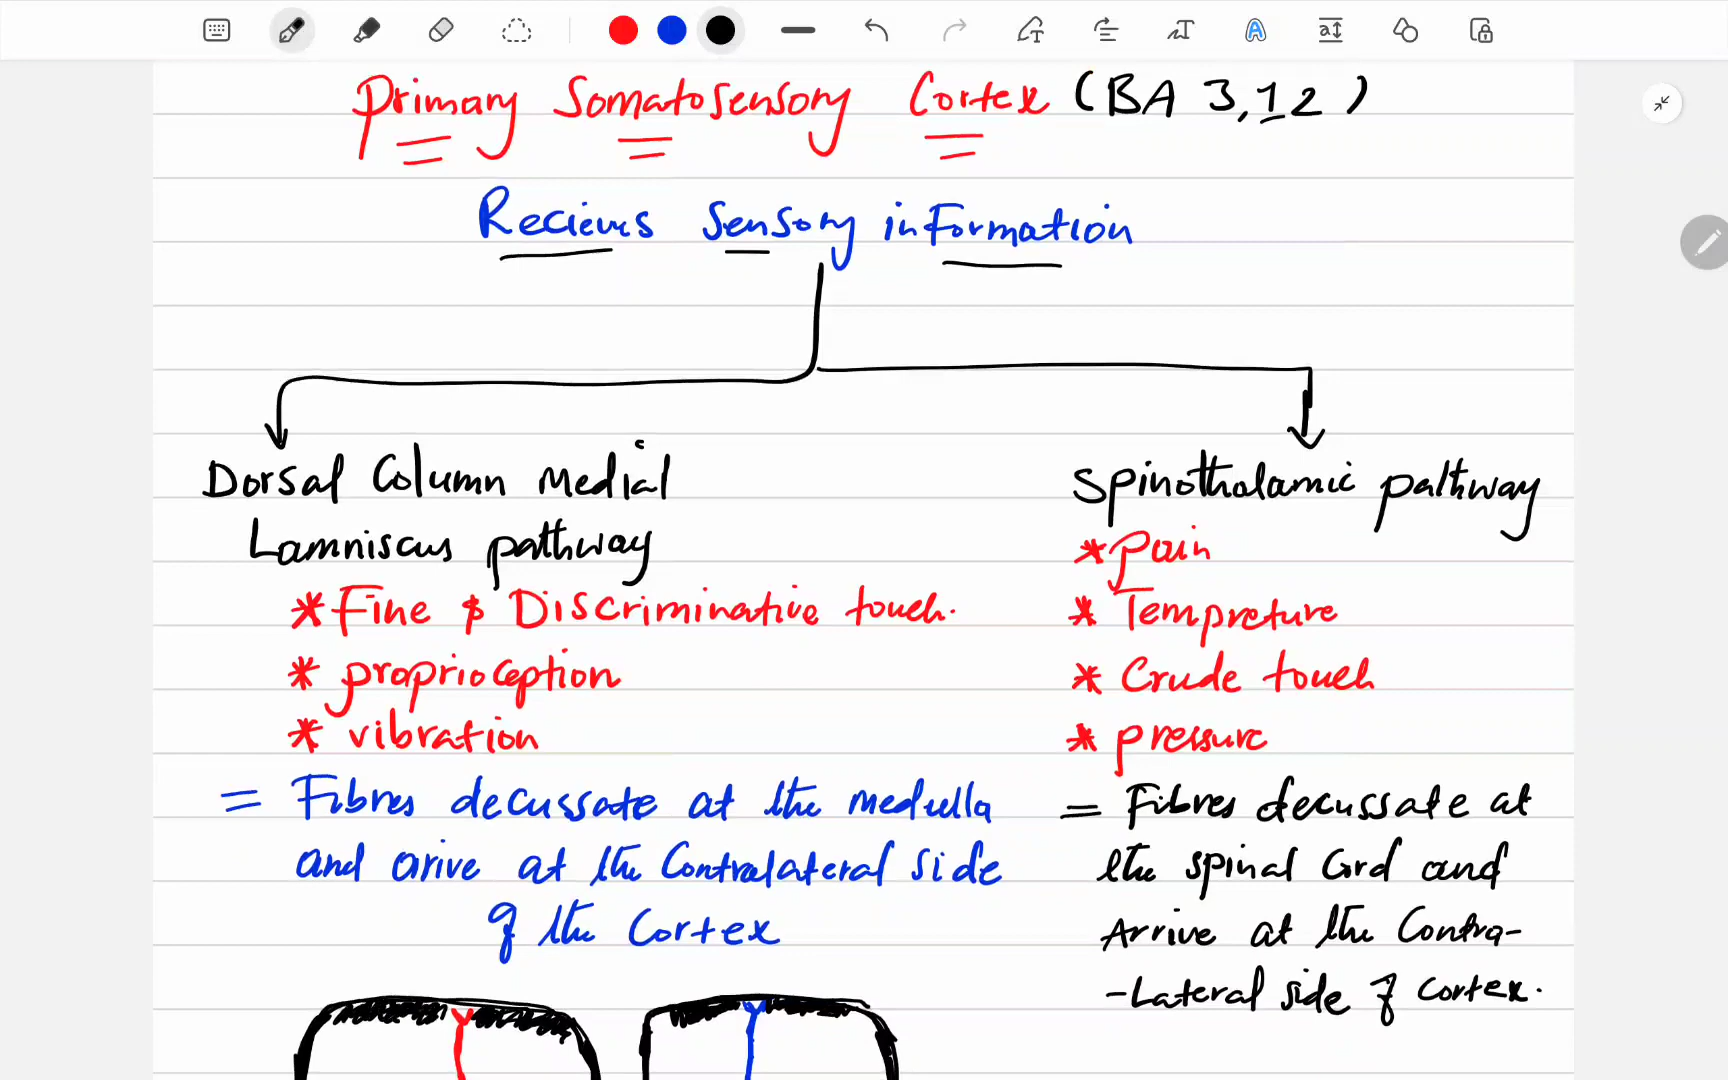 Primary Somatosensory Cortex (BA 3,1 2)
Recieves Sensory inFormation
Dorsal Column Medial
Lamniscus pathway
* Fine & Discriminative touch.
* proprioception
* vibration
= Fibres decussate at the medulla
and arive at the Contralateral side
of the Cortex
Spinothalamic pathway
* Pain
* Tempreture
* Crude touch
* pressure
= Fibres decussate at
the spinal Cord and
Arrive at the Contra-
-Lateral side of cortex.